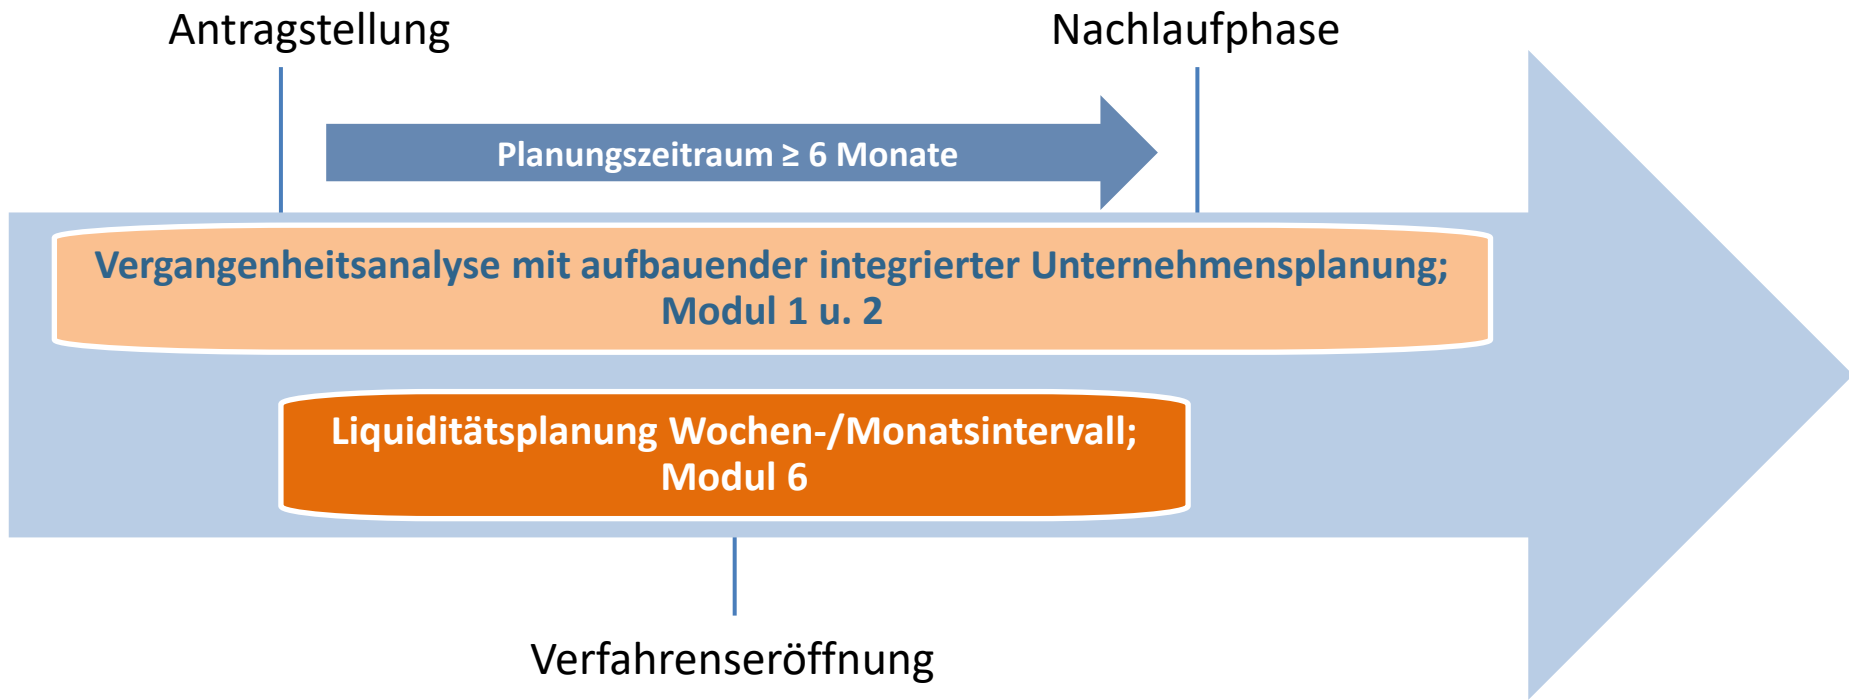 Antragstellung
Nachlaufphase
Planungszeitraum ≥ 6 Monate
Vergangenheitsanalyse mit aufbauender integrierter Unternehmensplanung;
Modul 1 u. 2
Liquiditätsplanung Wochen-/Monatsintervall;
Modul 6
Verfahrenseröffnung